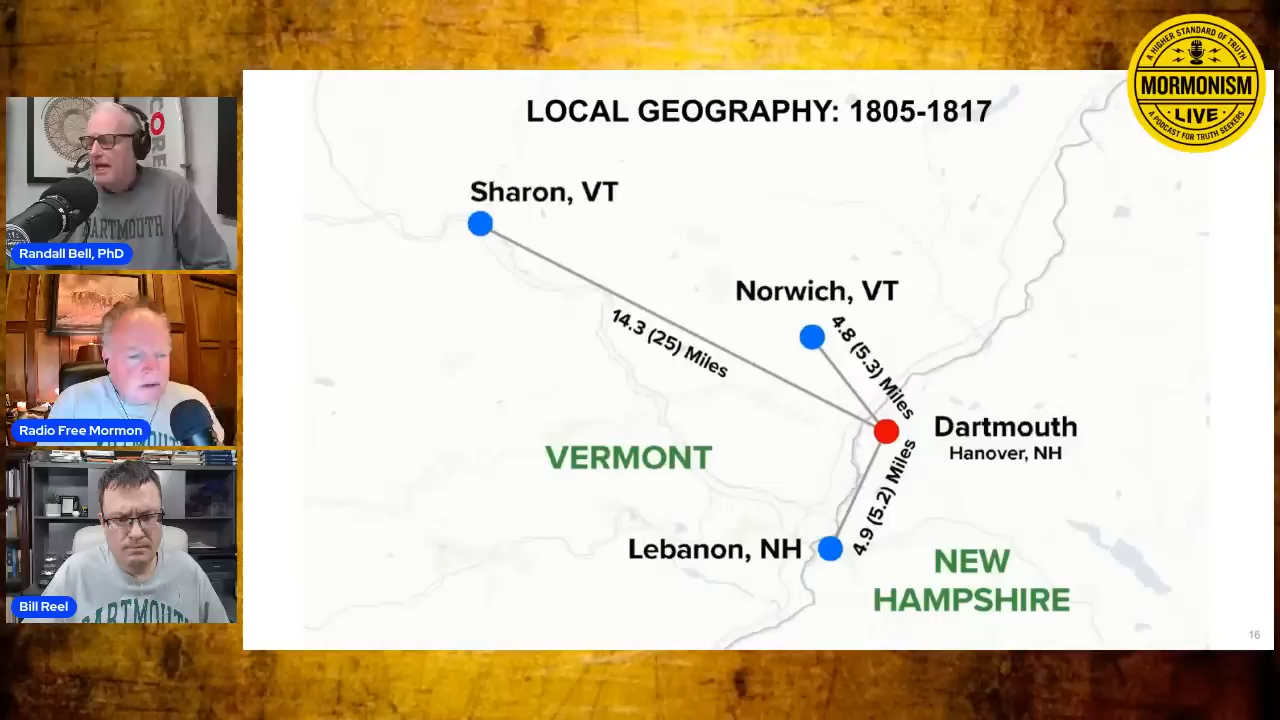 A HIGHER STANDARD OF TRUTH
MORMONISM
LIVE
A PODCAST FOR TRUTH SEEKERS
LOCAL GEOGRAPHY: 1805-1817
Sharon, VT
Norwich, VT
14.3 (25) Miles
4.8 (5.3) Miles
Dartmouth
Hanover, NH
VERMONT
4.9 (5.2) Miles
Lebanon, NH
NEW
HAMPSHIRE
16
CORE
DARTMOUTH
Randall Bell, PhD
Radio Free Mormon
DARTMOUTH
Bill Reel